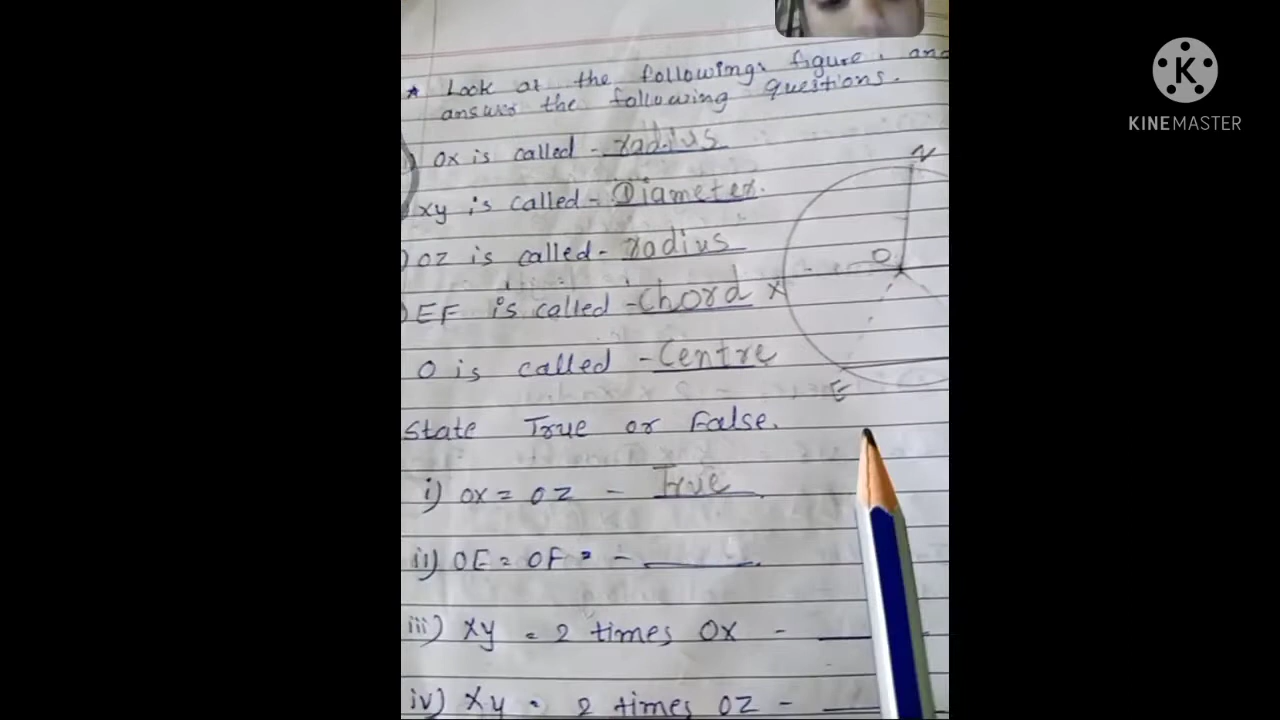 * Look at the following figure. and
answer the following questions.
) OX is called - radius
) xy is called - Diameter.
) OZ is called - radius
) EF is called - Chord
O is called - Centre
N
O
X
E
State True or False.
i) OX = OZ - True.
ii) OE = OF = - .
iii) Xy = 2 times OX -
iv) Xy = 2 times OZ -
K
KINEMASTER